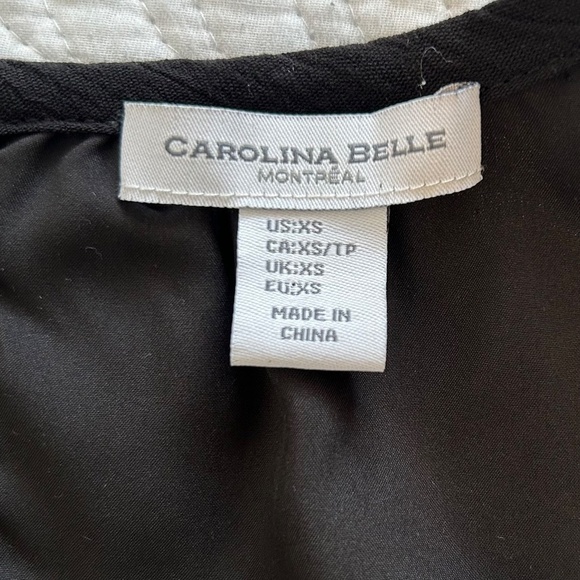 CAROLINA BELLE
MONTRÉAL
US:XS
CA:XS/TP
UK:XS
EU:XS
MADE IN
CHINA